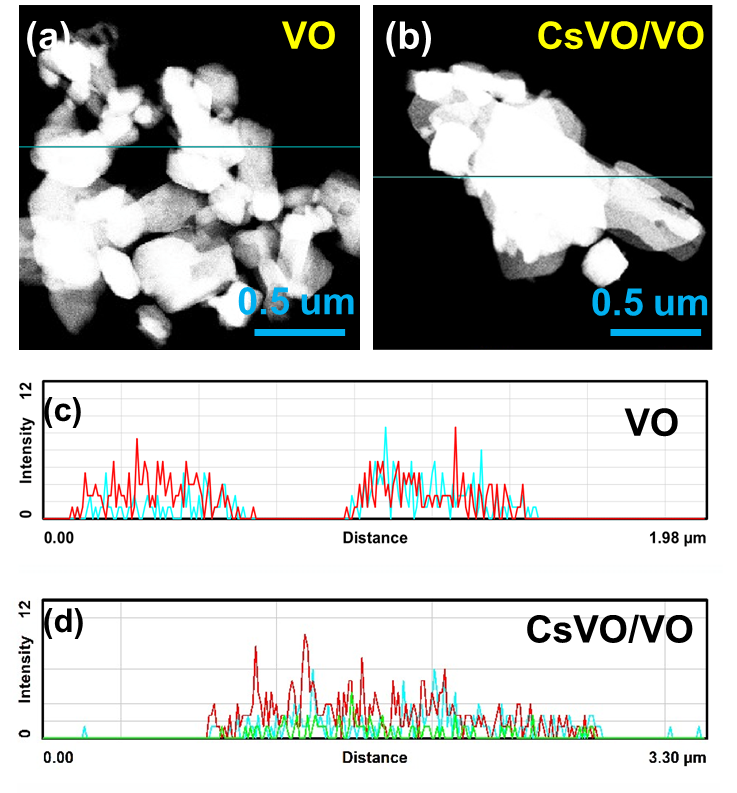 (a) VO
(b) CsVO/VO
0.5 um
0.5 um
12
(c)
VO
Intensity
0
0.00 Distance 1.98 µm
12
(d)
CsVO/VO
Intensity
0
0.00 Distance 3.30 µm